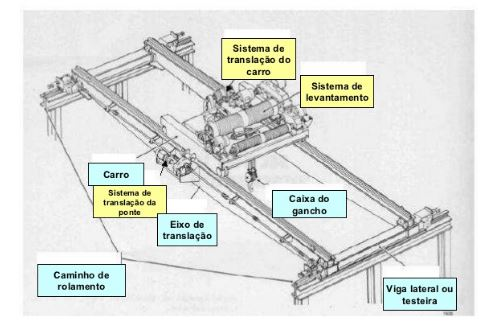 Sistema de
translação do
carro
Sistema de
levantamento
Carro
Sistema de
translação da
ponte
Eixo de
translação
Caixa do
gancho
Caminho de
rolamento
Viga lateral ou
testeira